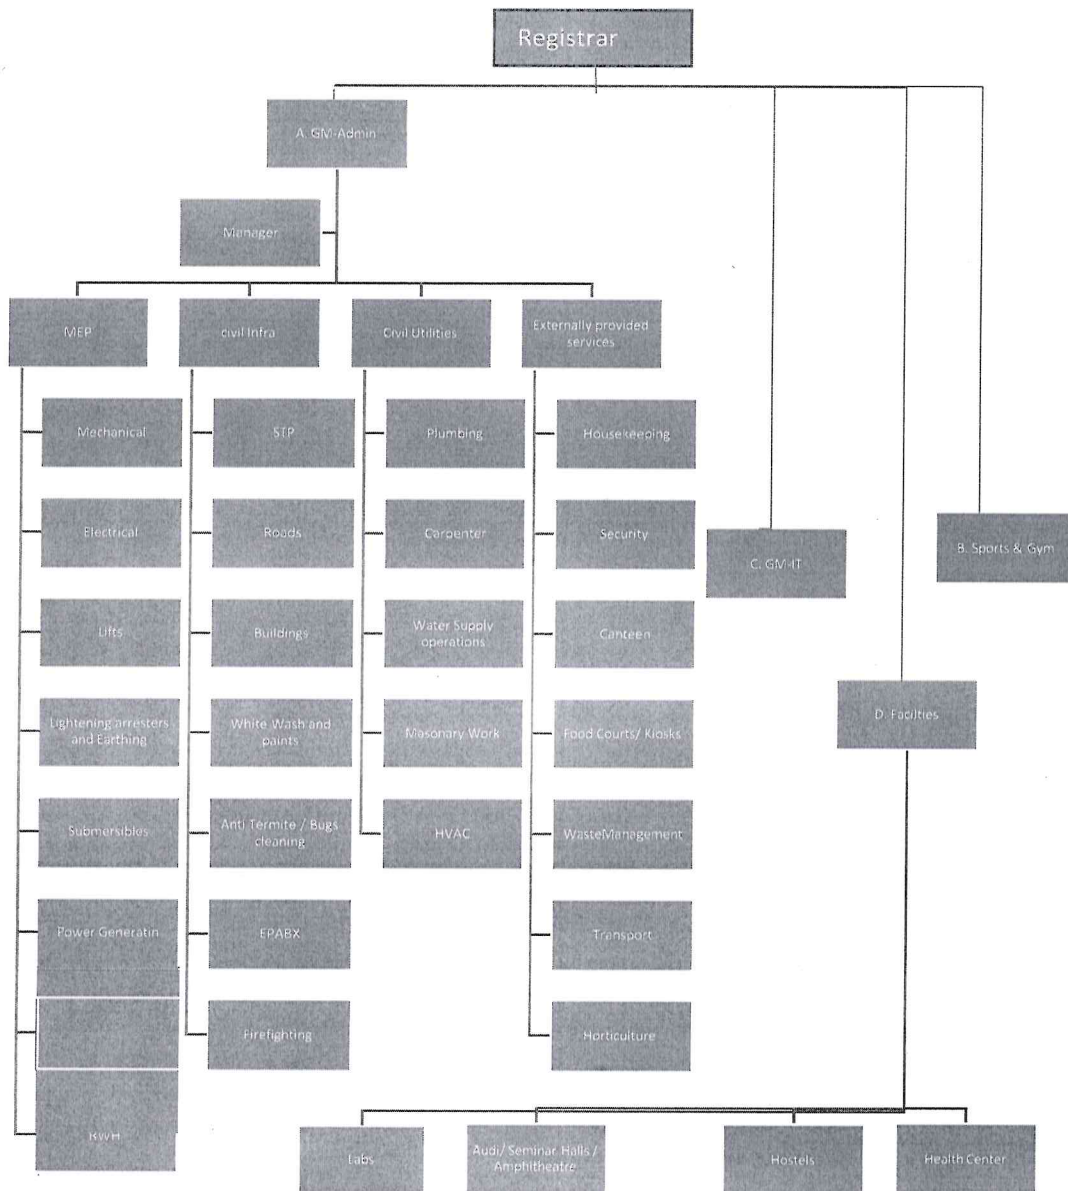 Registrar
A. GM-Admin
Manager
MEP
civil Infra
Civil Utilities
Externally provided
services
Mechanical
STP
Plumbing
Housekeeping
Electrical
Roads
Carpenter
Security
C. GM-IT
B. Sports & Gym
Lifts
Buildings
Water Supply
operations
Canteen
Lightening arresters
and Earthing
White Wash and
paints
Masonary Work
Food Courts/ Kiosks
D. Facilties
Submersibles
Anti Termite / Bugs
cleaning
HVAC
WasteManagement
Power Generatin
EPABX
Transport
Firefighting
Horticulture
RWH
Labs
Audi/ Seminar Halls /
Amphitheatre
Hostels
Health Center